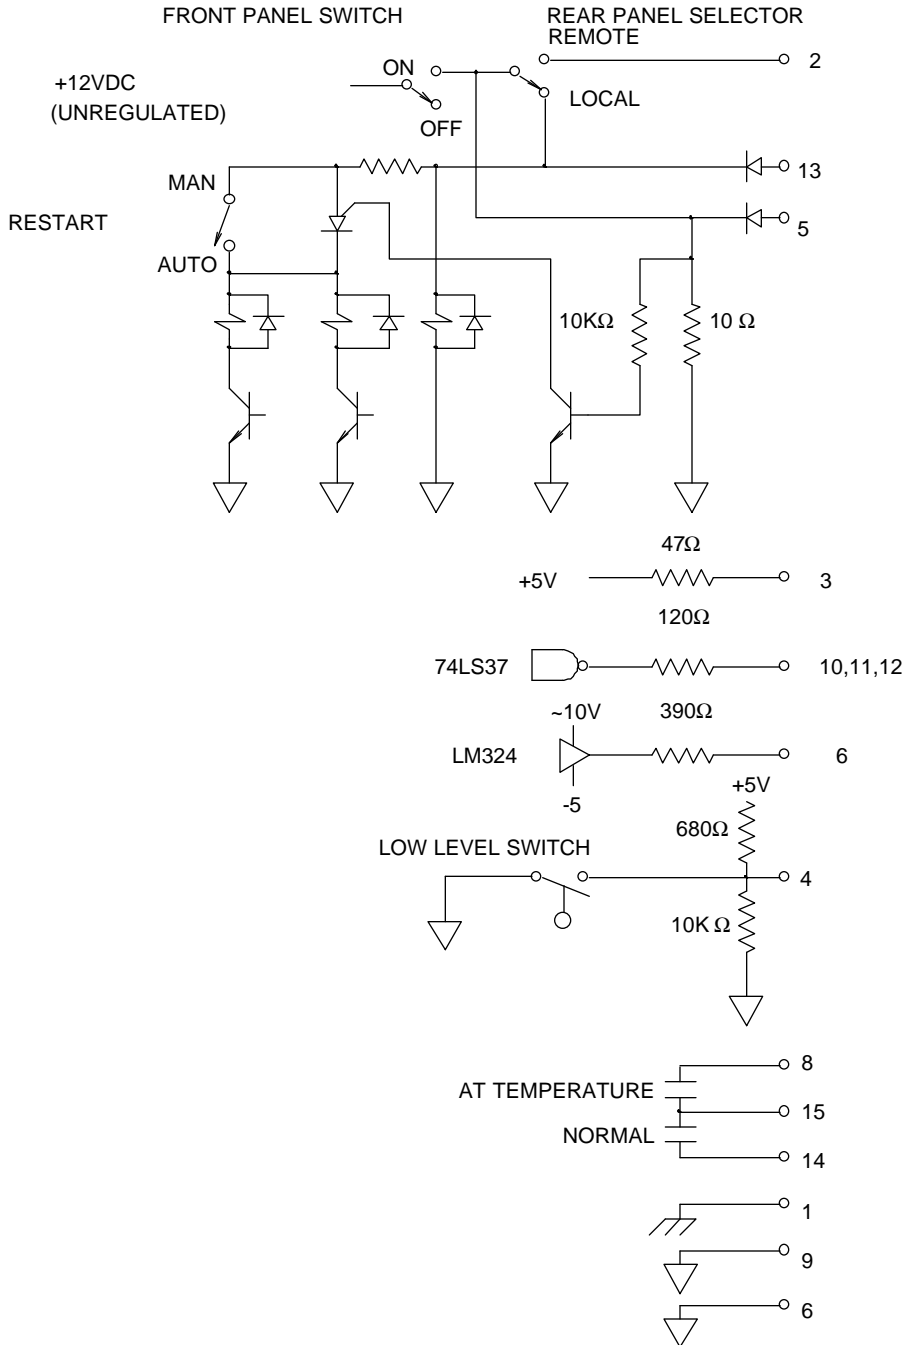 FRONT PANEL SWITCH
REAR PANEL SELECTOR
REMOTE
2
+12VDC
(UNREGULATED)
ON
OFF
LOCAL
13
MAN
5
RESTART
AUTO
10KΩ
10 Ω
47Ω
+5V
3
120Ω
74LS37
10,11,12
~10V
390Ω
LM324
6
-5
+5V
680Ω
LOW LEVEL SWITCH
4
10K Ω
8
AT TEMPERATURE
15
NORMAL
14
1
9
6